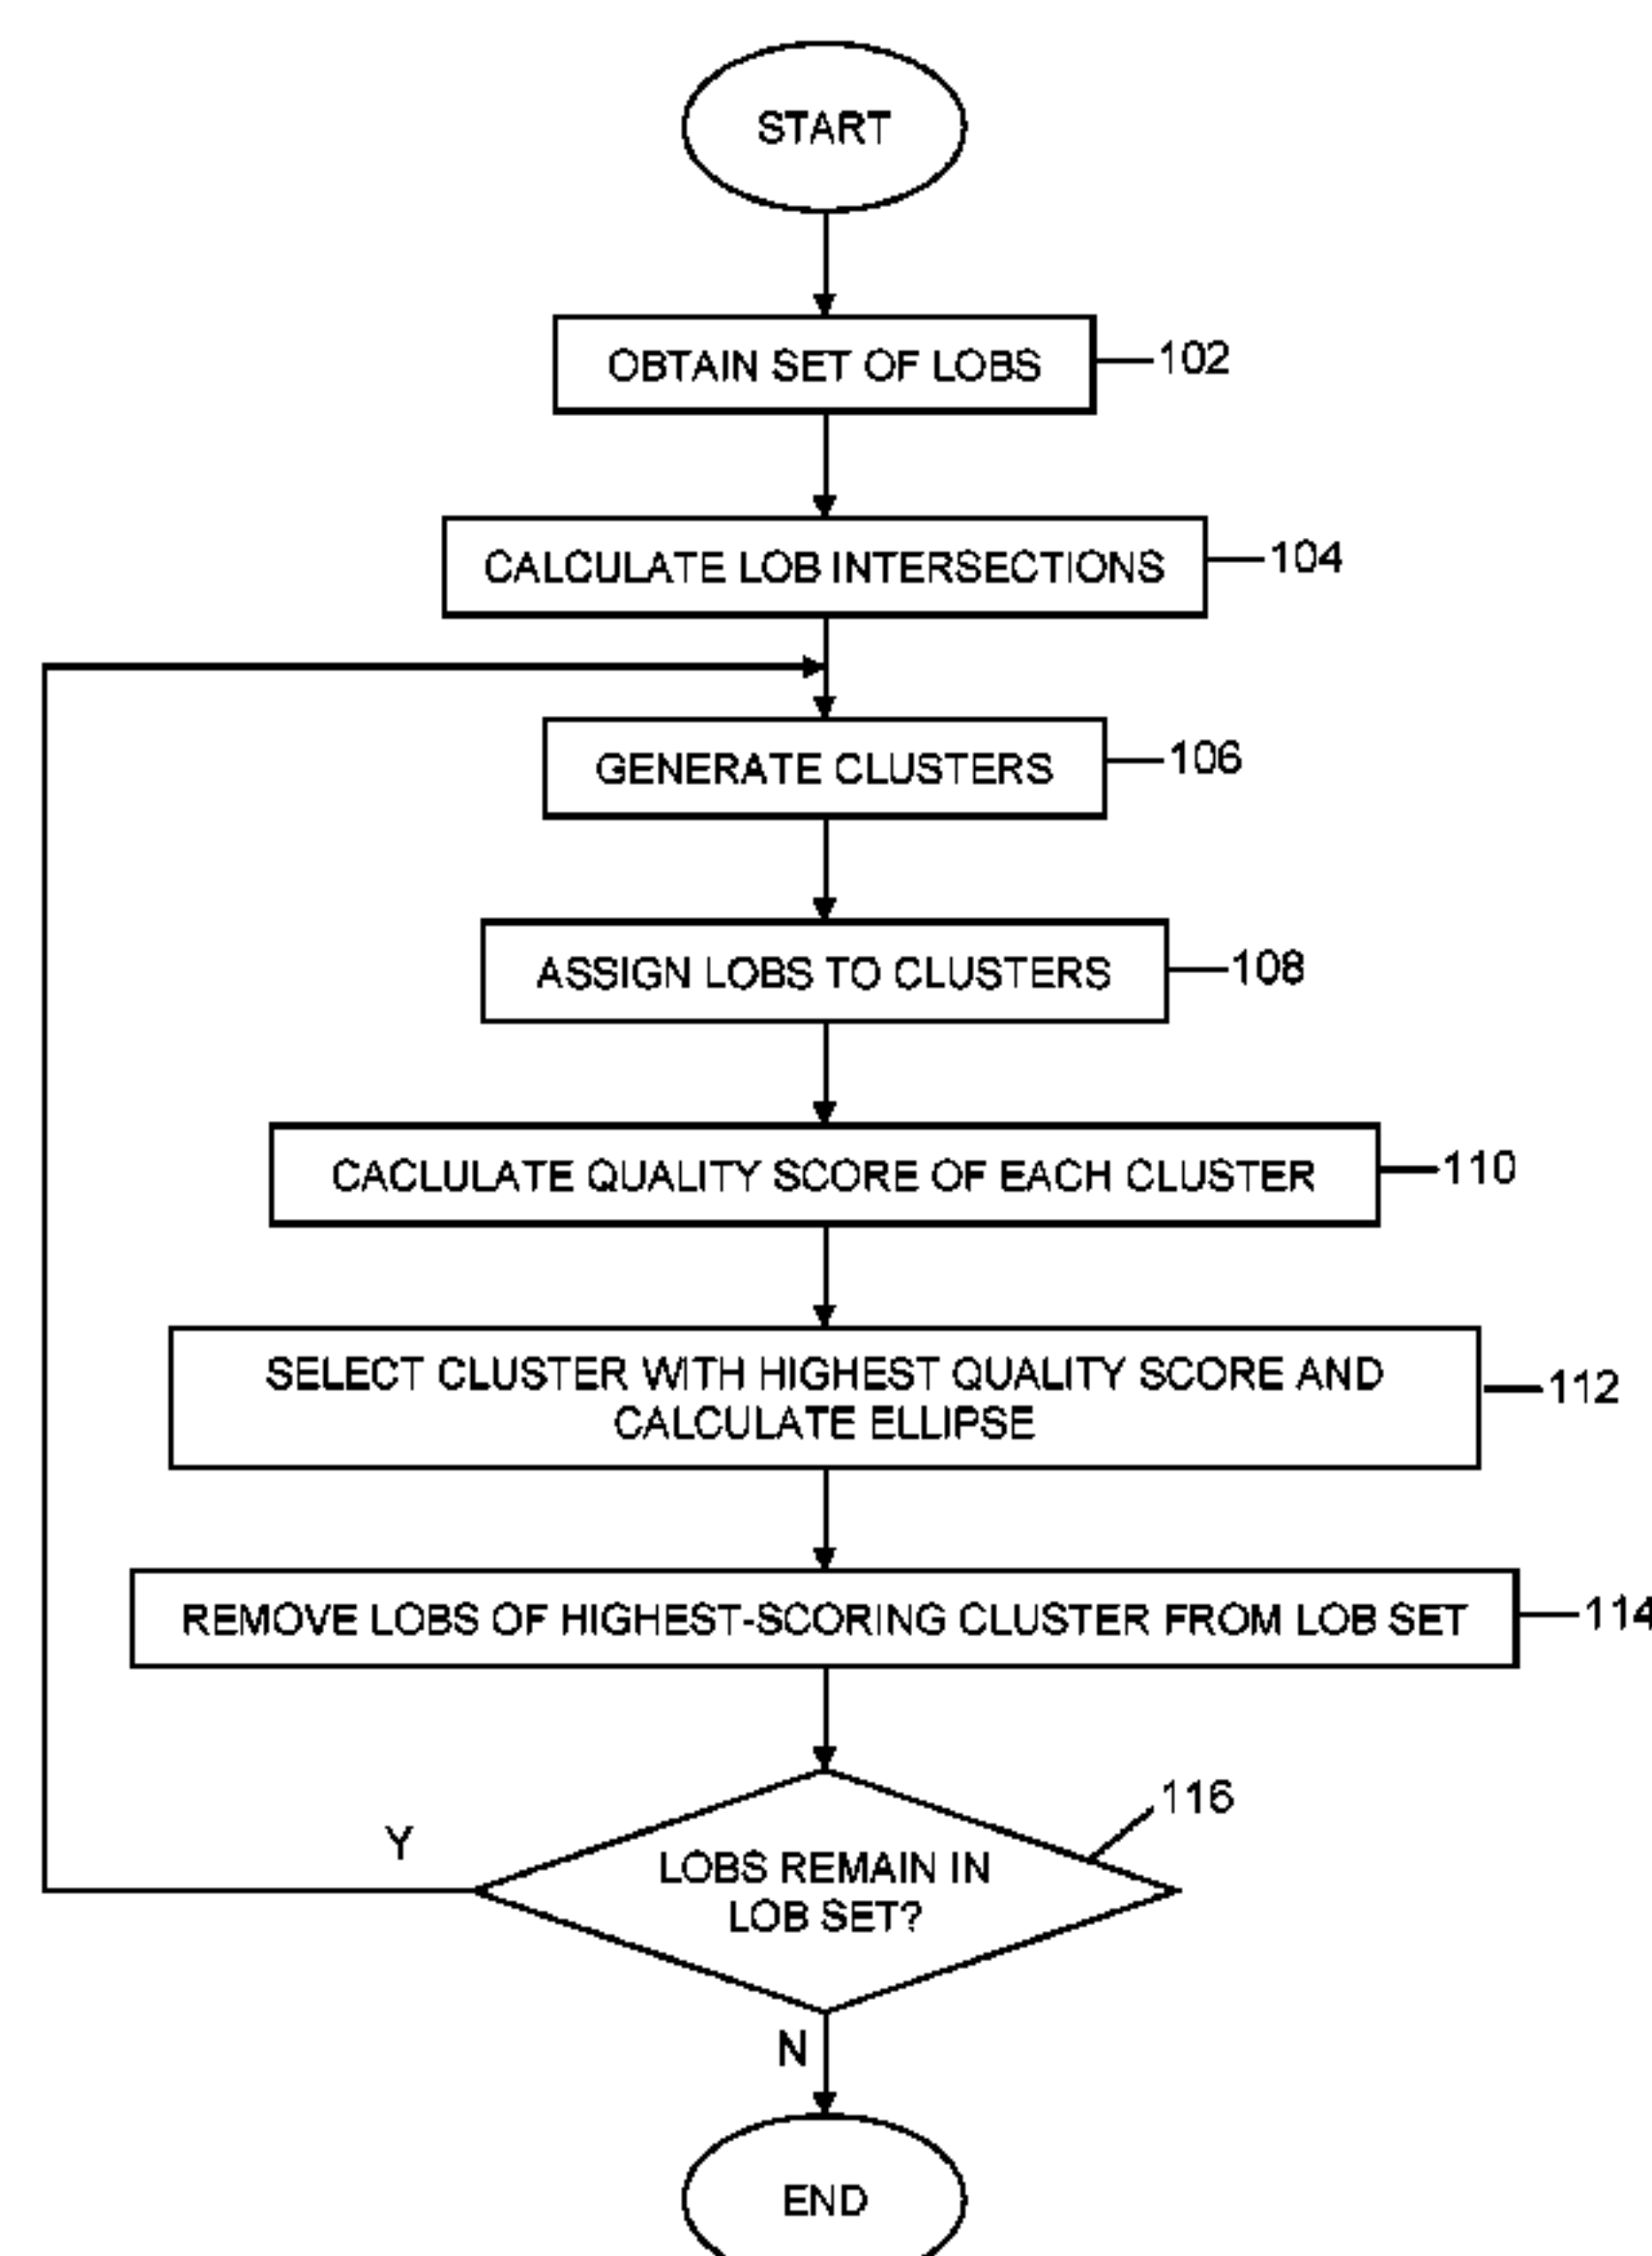 START
OBTAIN SET OF LOBS
102
CALCULATE LOB INTERSECTIONS
104
GENERATE CLUSTERS
106
ASSIGN LOBS TO CLUSTERS
108
CACLULATE QUALITY SCORE OF EACH CLUSTER
110
SELECT CLUSTER WITH HIGHEST QUALITY SCORE AND
CALCULATE ELLIPSE
112
REMOVE LOBS OF HIGHEST-SCORING CLUSTER FROM LOB SET
114
116
Y
LOBS REMAIN IN
LOB SET?
N
END